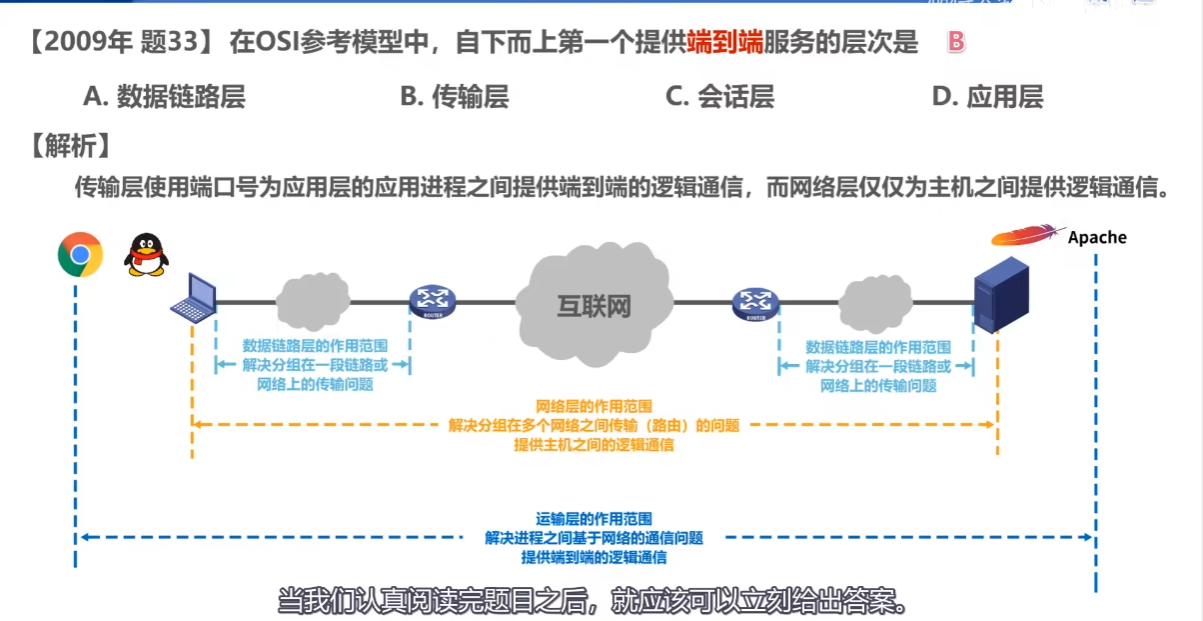 【2009年 题33】在OSI参考模型中，自下而上第一个提供端到端服务的层次是 B
A. 数据链路层 B. 传输层 C. 会话层 D. 应用层
【解析】
传输层使用端口号为应用层的应用进程之间提供端到端的逻辑通信，而网络层仅仅为主机之间提供逻辑通信。
Apache
互联网
ROUTER
ROUTER
数据链路层的作用范围
解决分组在一段链路或
网络上的传输问题
数据链路层的作用范围
解决分组在一段链路或
网络上的传输问题
网络层的作用范围
解决分组在多个网络之间传输（路由）的问题
提供主机之间的逻辑通信
运输层的作用范围
解决进程之间基于网络的通信问题
提供端到端的逻辑通信
当我们认真阅读完题目之后，就应该可以立刻给出答案。